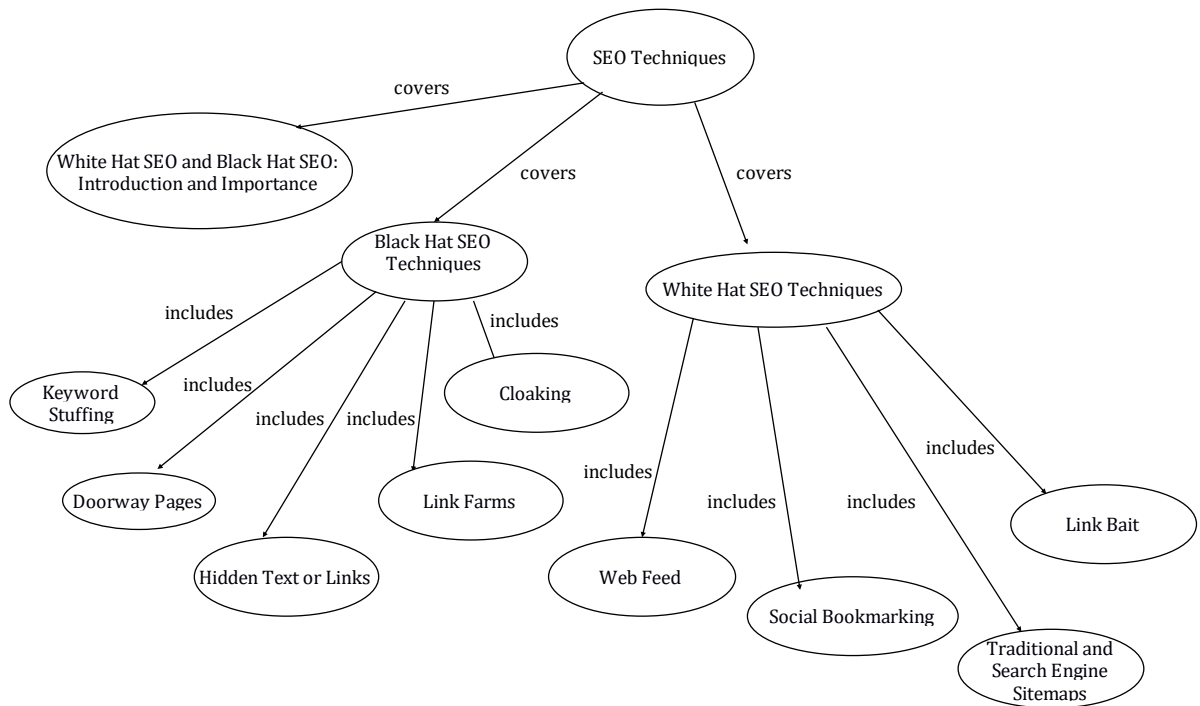 SEO Techniques
covers
White Hat SEO and Black Hat SEO:
Introduction and Importance
covers
covers
Black Hat SEO
Techniques
White Hat SEO Techniques
includes
includes
includes
includes
includes
Keyword
Stuffing
Cloaking
Doorway Pages
Link Farms
Hidden Text or Links
includes
includes
includes
includes
Link Bait
Web Feed
Social Bookmarking
Traditional and
Search Engine
Sitemaps